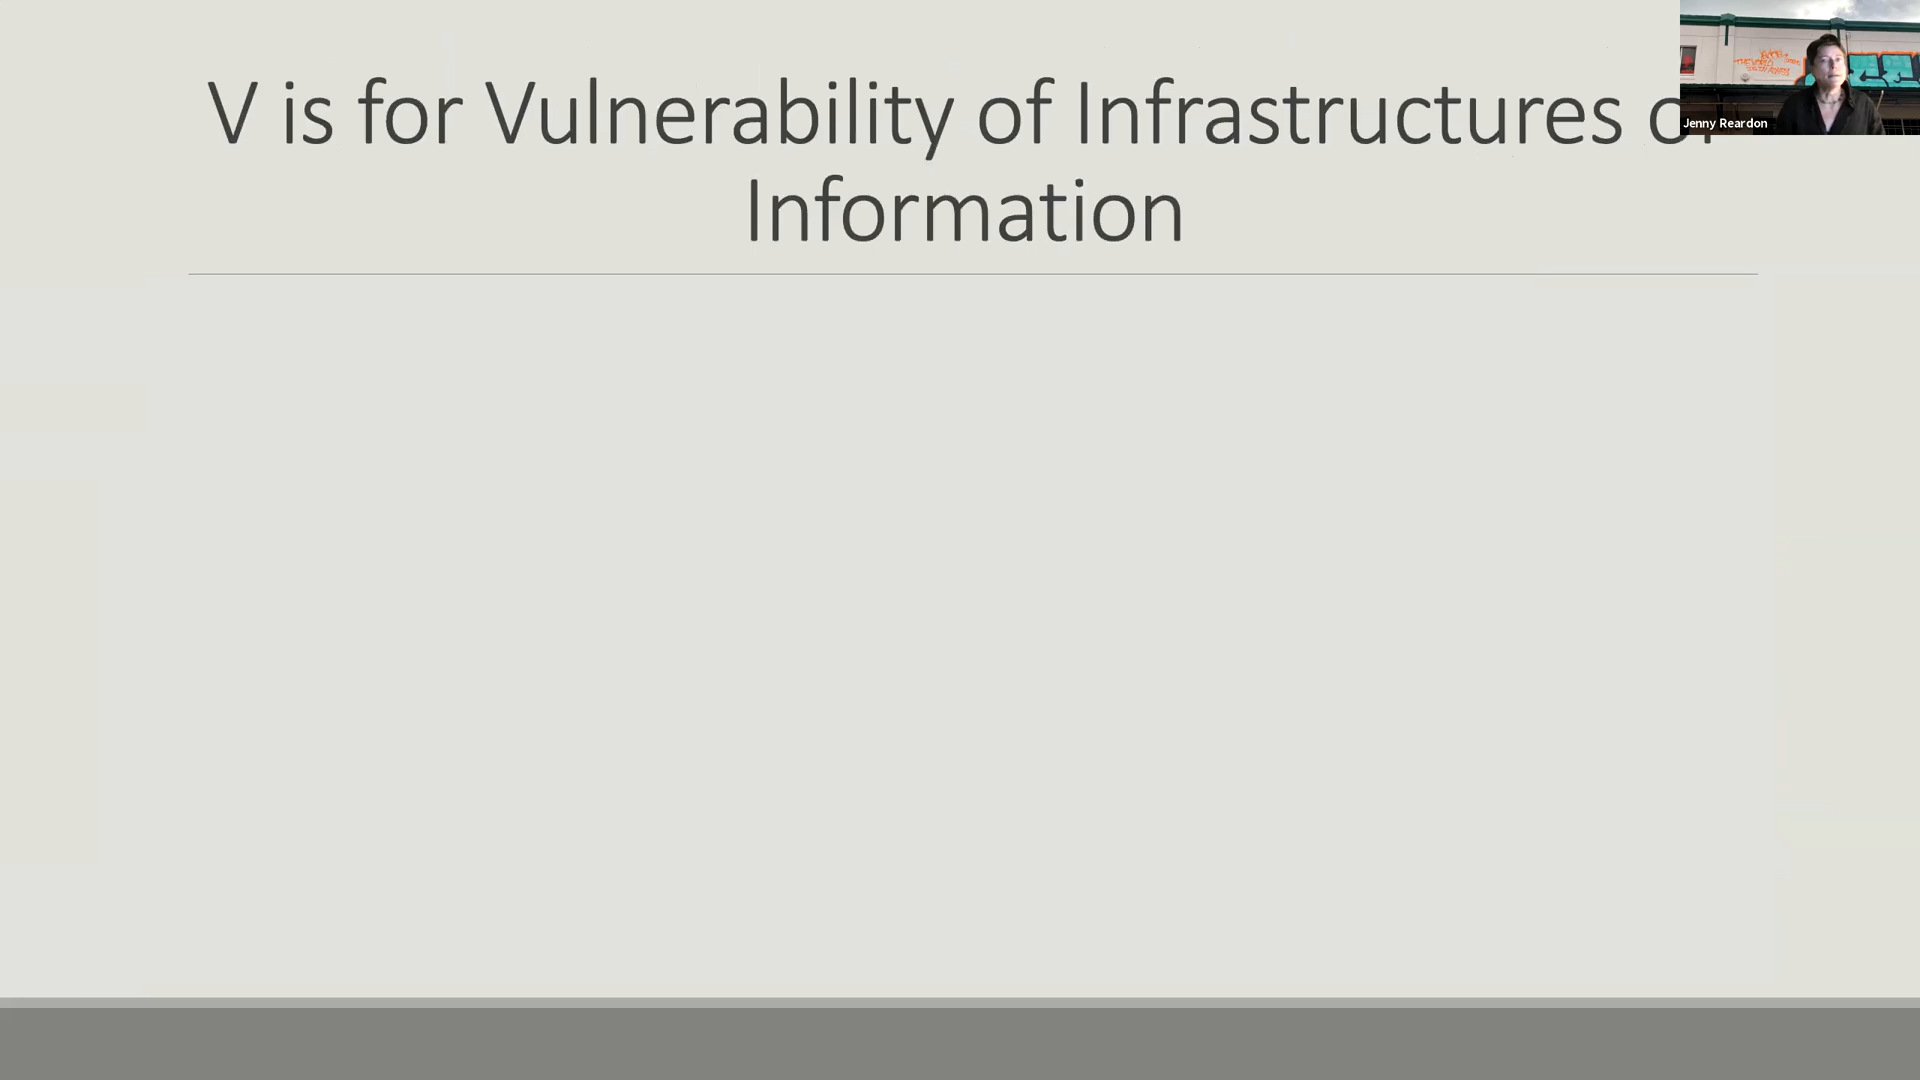 V is for Vulnerability of Infrastructures of
Information
Jenny Reardon